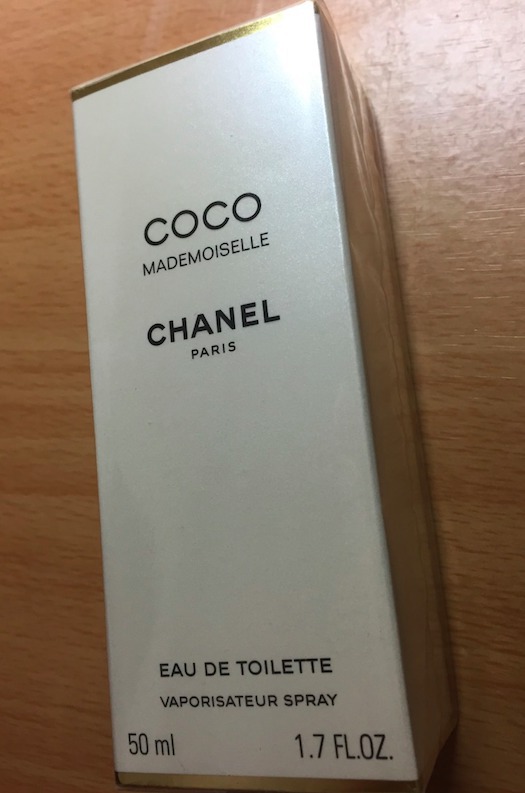 COCO
MADEMOISELLE
CHANEL
PARIS
EAU DE TOILETTE
VAPORISATEUR SPRAY
50 ml 1.7 FL.OZ.